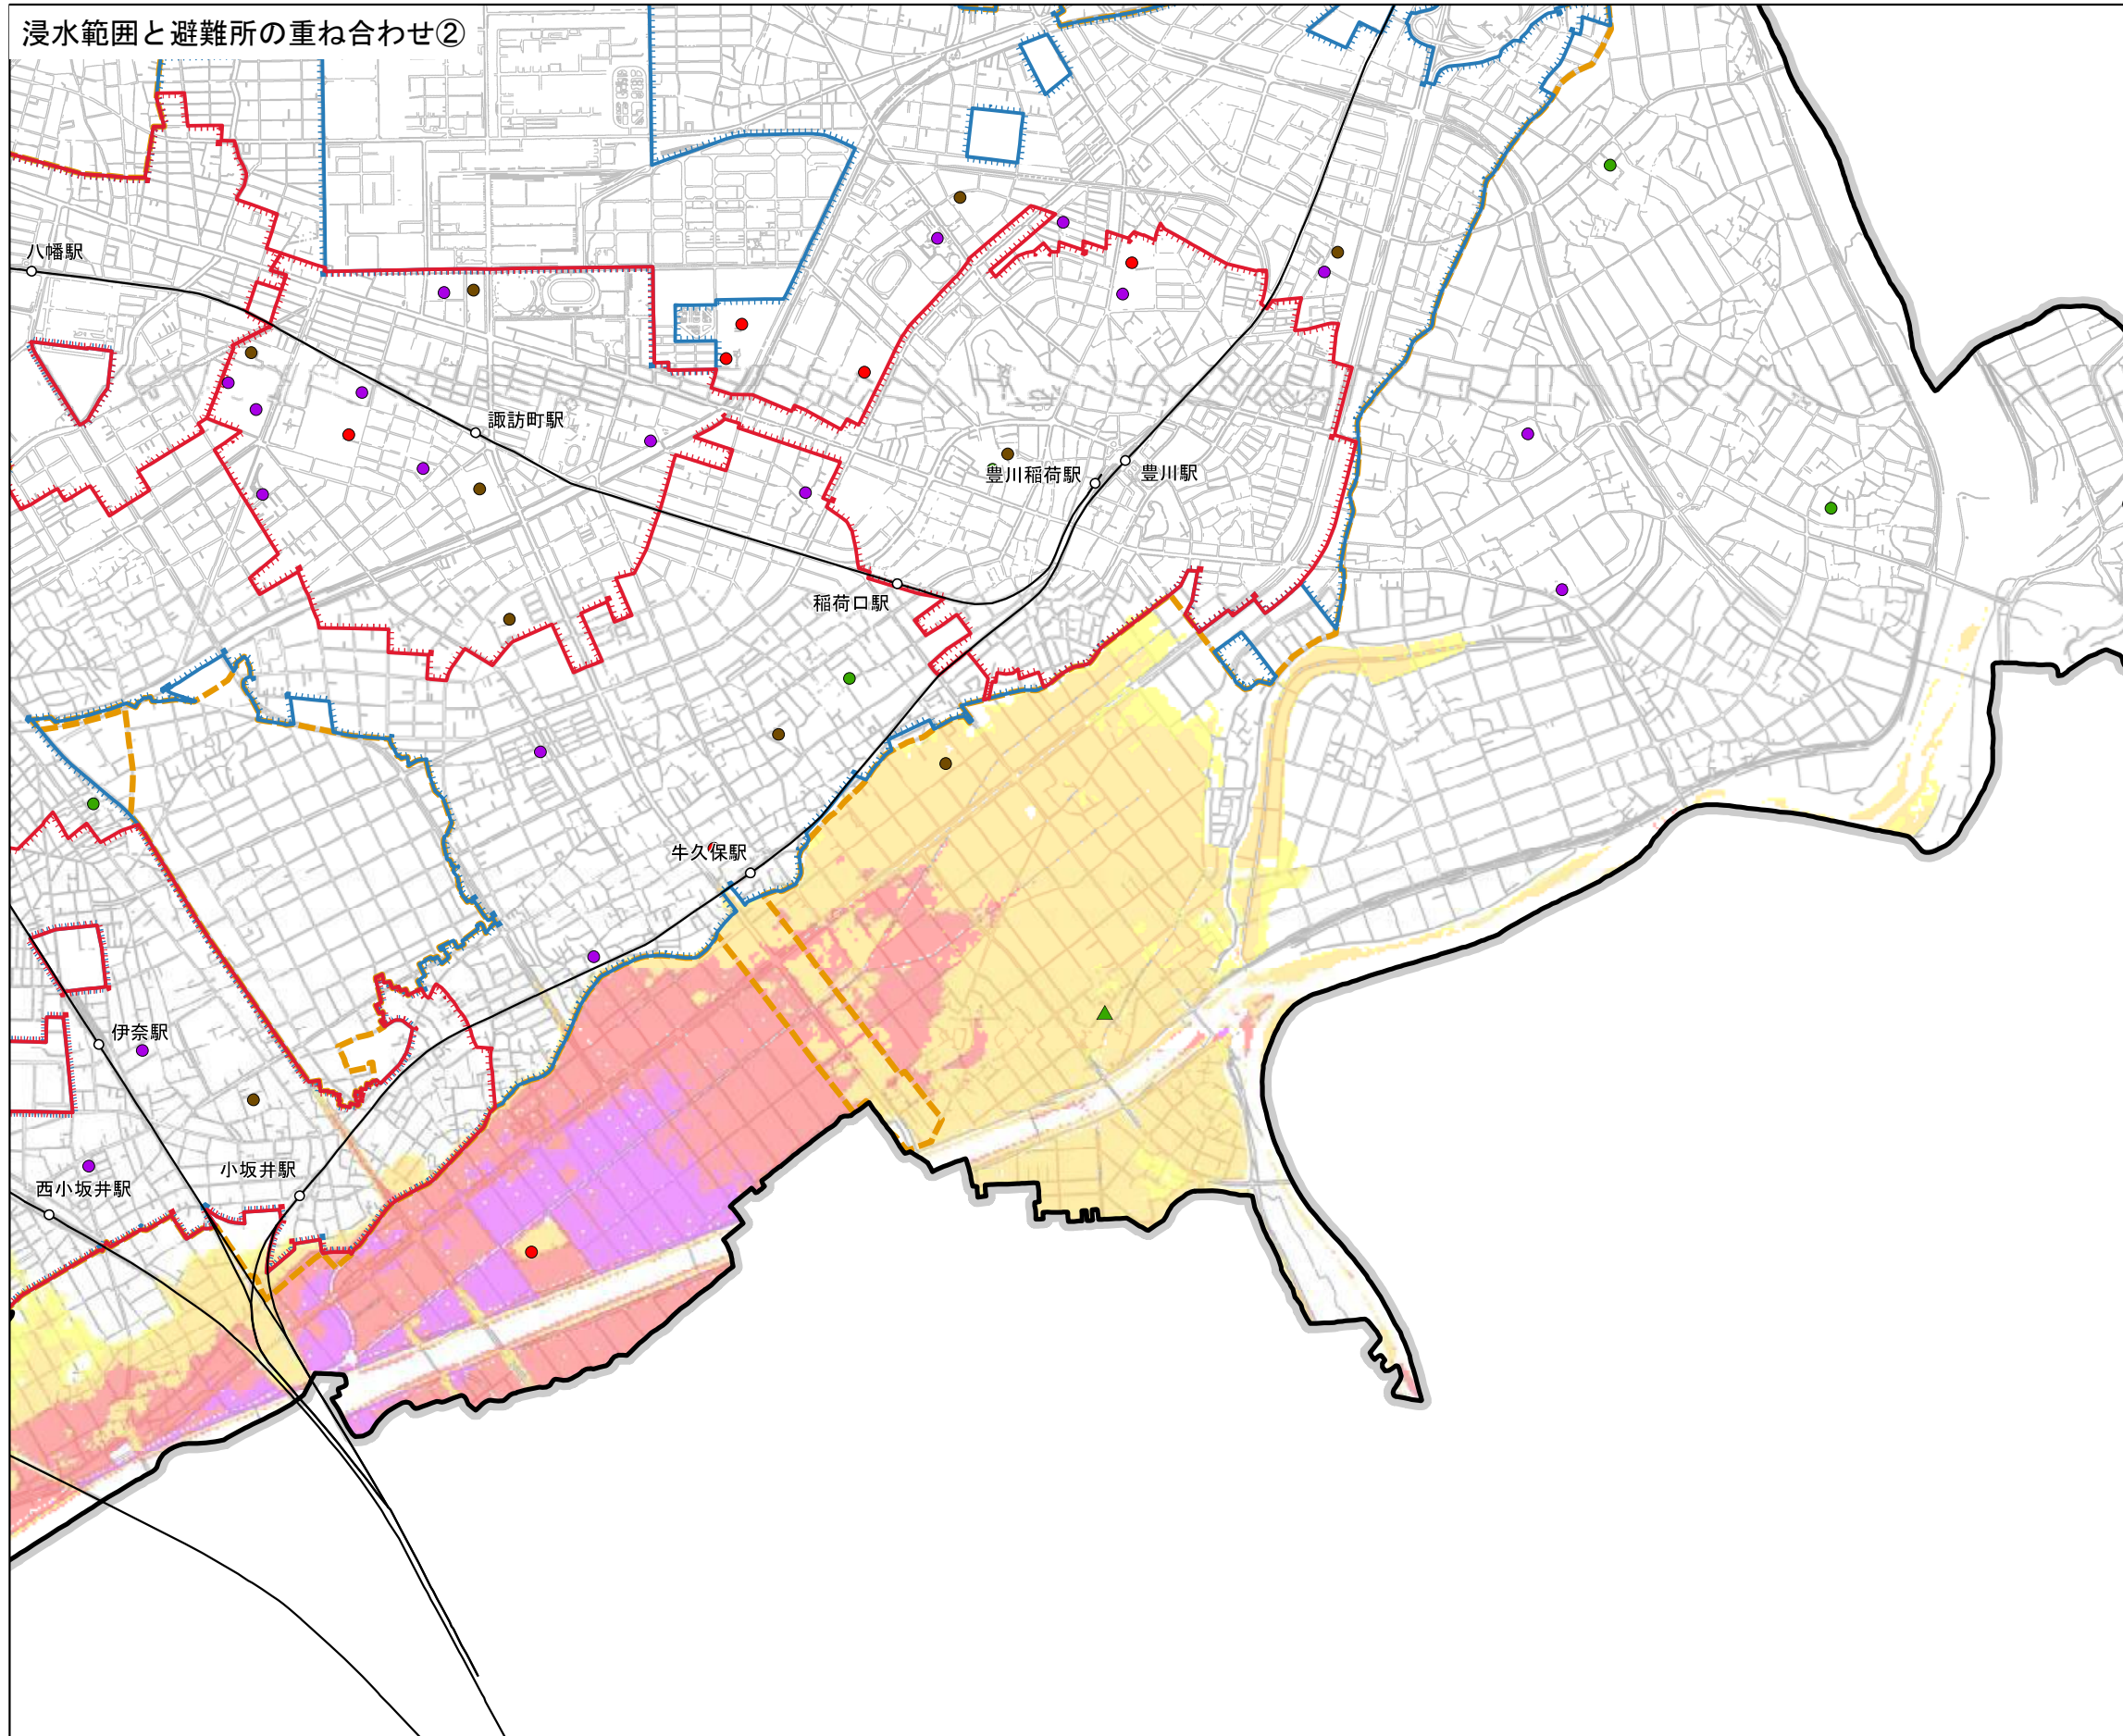 浸水範囲と避難所の重ね合わせ②
八幡駅
諏訪町駅
豊川稲荷駅
豊川駅
稲荷口駅
牛久保駅
伊奈駅
小坂井駅
西小坂井駅